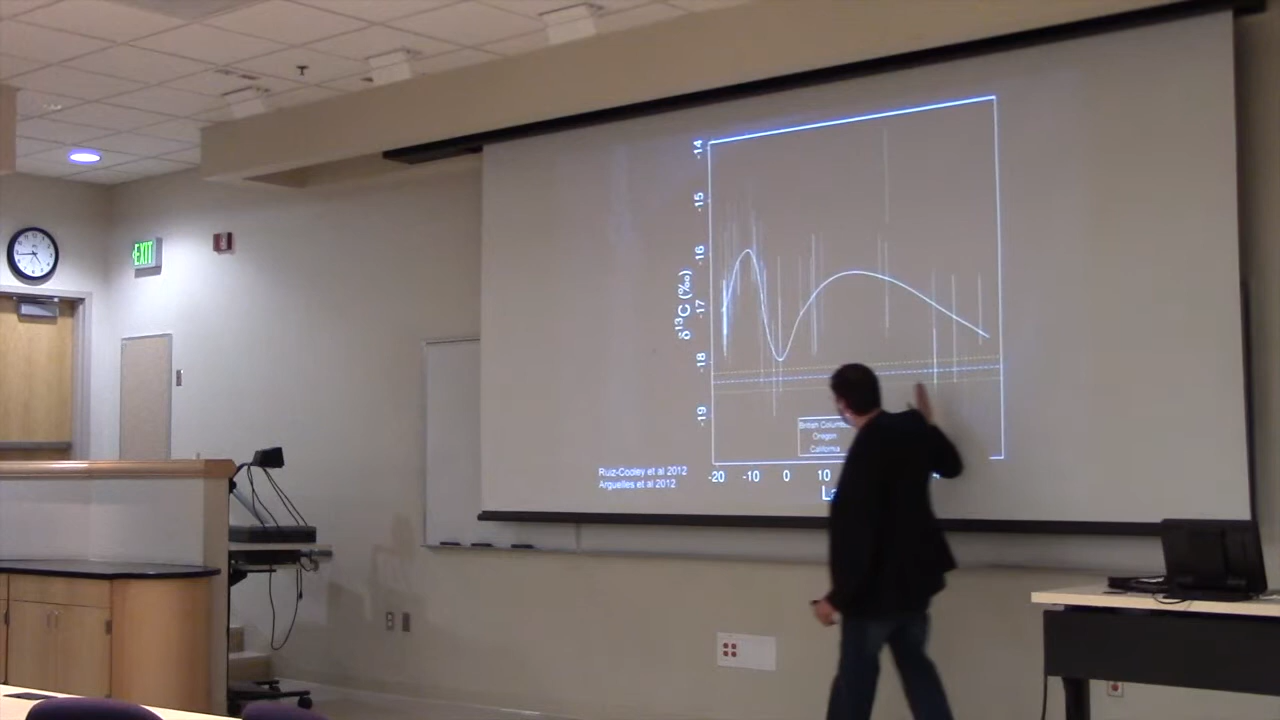 EXIT
-14
-15
-16
-17
-18
-19
δ¹³C (‰)
British Columbia
Oregon
California
Ruiz-Cooley et al 2012
Arguelles et al 2012
-20 -10 0 10